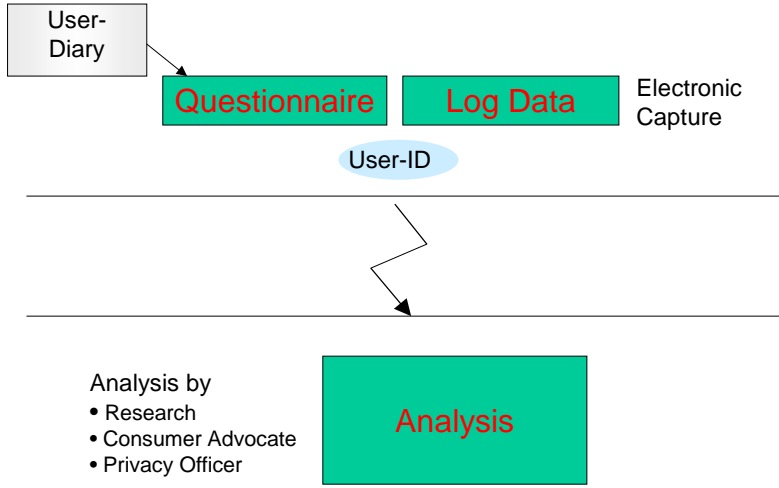 User-
Diary
Questionnaire
Log Data
Electronic
Capture
User-ID
Analysis by
• Research
• Consumer Advocate
• Privacy Officer
Analysis